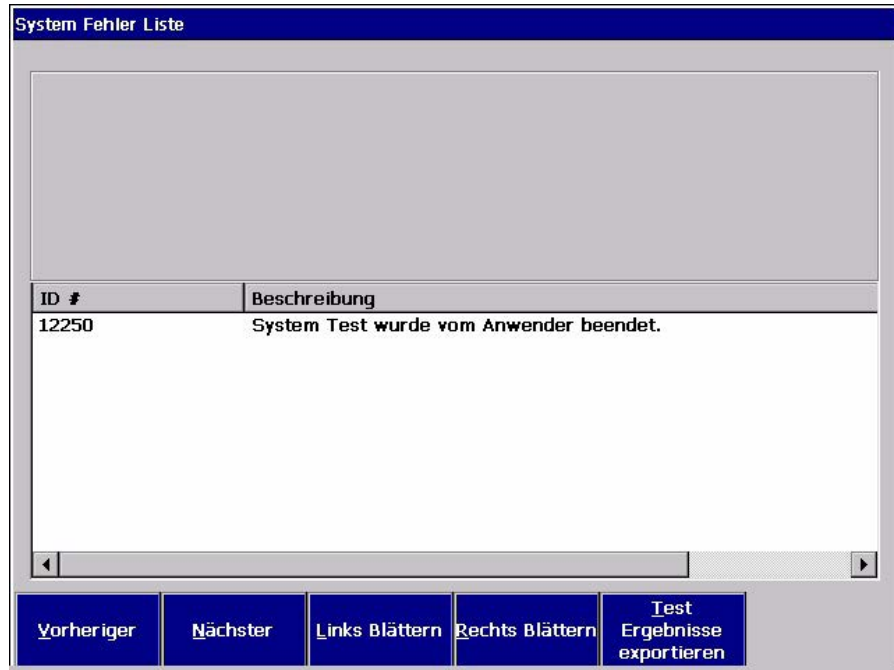 System Fehler Liste
ID # Beschreibung
12250 System Test wurde vom Anwender beendet.
Vorheriger
Nächster
Links Blättern
Rechts Blättern
Test
Ergebnisse
exportieren